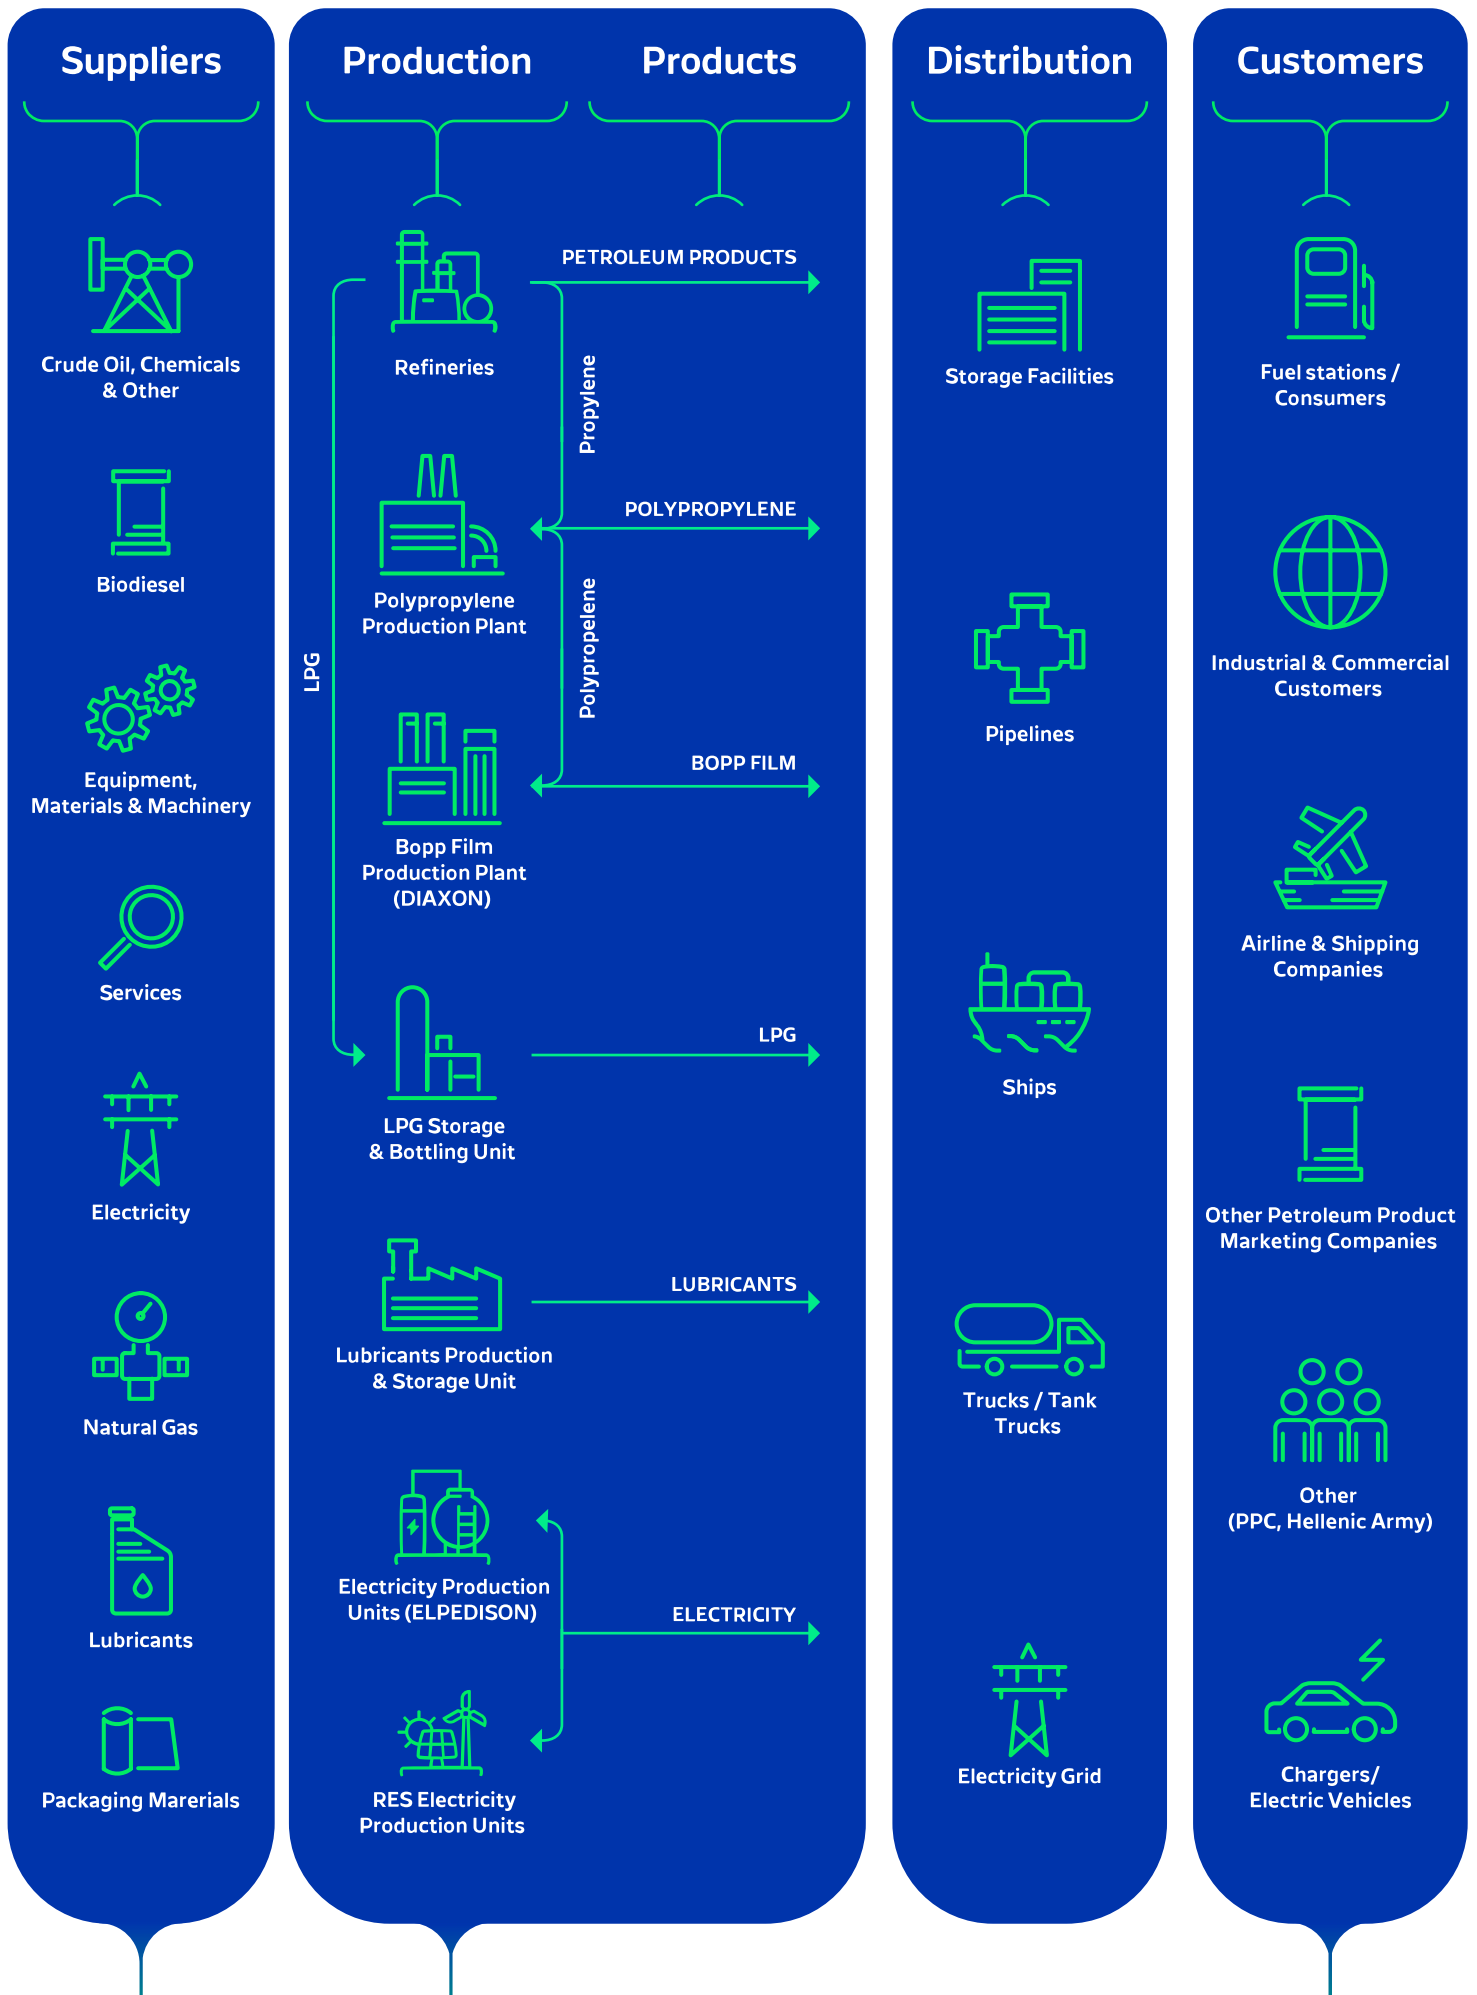 Suppliers
Crude Oil, Chemicals
& Other
Biodiesel
Equipment,
Materials & Machinery
Services
Electricity
Natural Gas
Lubricants
Packaging Marerials
Production
Products
Refineries
Polypropylene
Production Plant
Bopp Film
Production Plant
(DIAXON)
LPG Storage
& Bottling Unit
Lubricants Production
& Storage Unit
Electricity Production
Units (ELPEDISON)
RES Electricity
Production Units
LPG
Propylene
Polypropelene
PETROLEUM PRODUCTS
POLYPROPYLENE
BOPP FILM
LPG
LUBRICANTS
ELECTRICITY
Distribution
Storage Facilities
Pipelines
Ships
Trucks / Tank
Trucks
Electricity Grid
Customers
Fuel stations /
Consumers
Industrial & Commercial
Customers
Airline & Shipping
Companies
Other Petroleum Product
Marketing Companies
Other
(PPC, Hellenic Army)
Chargers/
Electric Vehicles